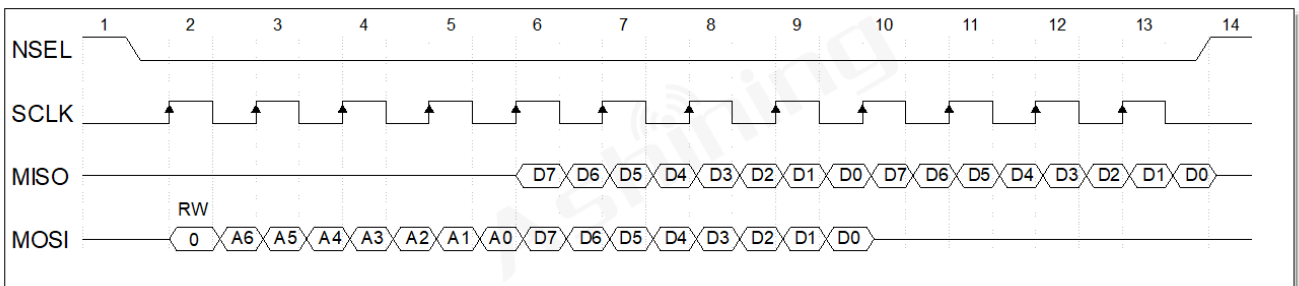 1 2 3 4 5 6 7 8 9 10 11 12 13 14
NSEL
SCLK
MISO D7 D6 D5 D4 D3 D2 D1 D0 D7 D6 D5 D4 D3 D2 D1 D0
RW
MOSI 0 A6 A5 A4 A3 A2 A1 A0 D7 D6 D5 D4 D3 D2 D1 D0
Ashining